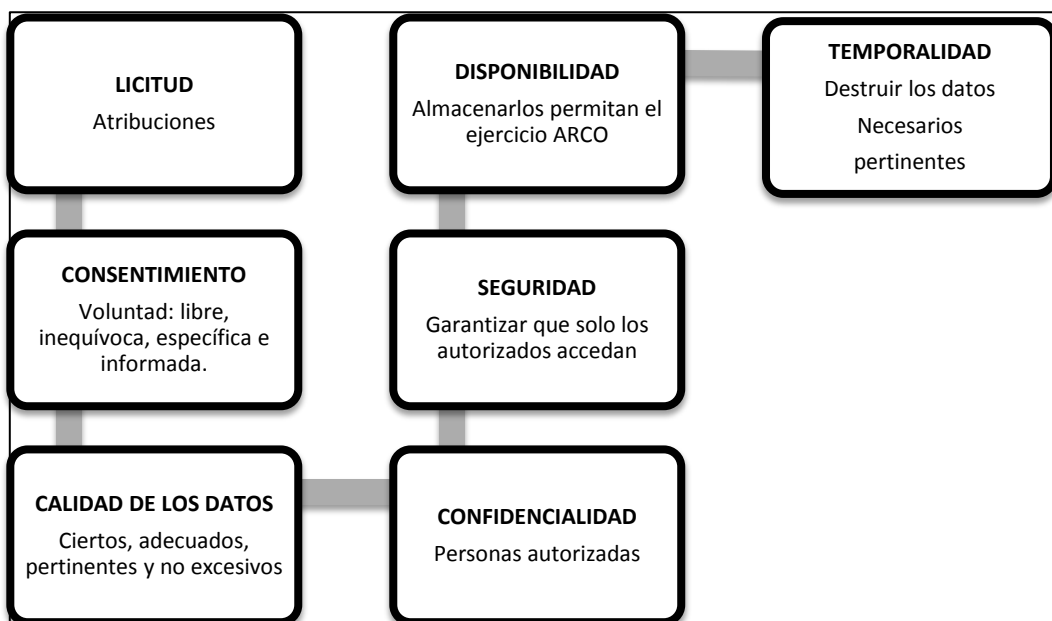 LICITUD
Atribuciones
CONSENTIMIENTO
Voluntad: libre,
inequívoca, específica e
informada.
CALIDAD DE LOS DATOS
Ciertos, adecuados,
pertinentes y no excesivos
CONFIDENCIALIDAD
Personas autorizadas
SEGURIDAD
Garantizar que solo los
autorizados accedan
DISPONIBILIDAD
Almacenarlos permitan el
ejercicio ARCO
TEMPORALIDAD
Destruir los datos
Necesarios
pertinentes